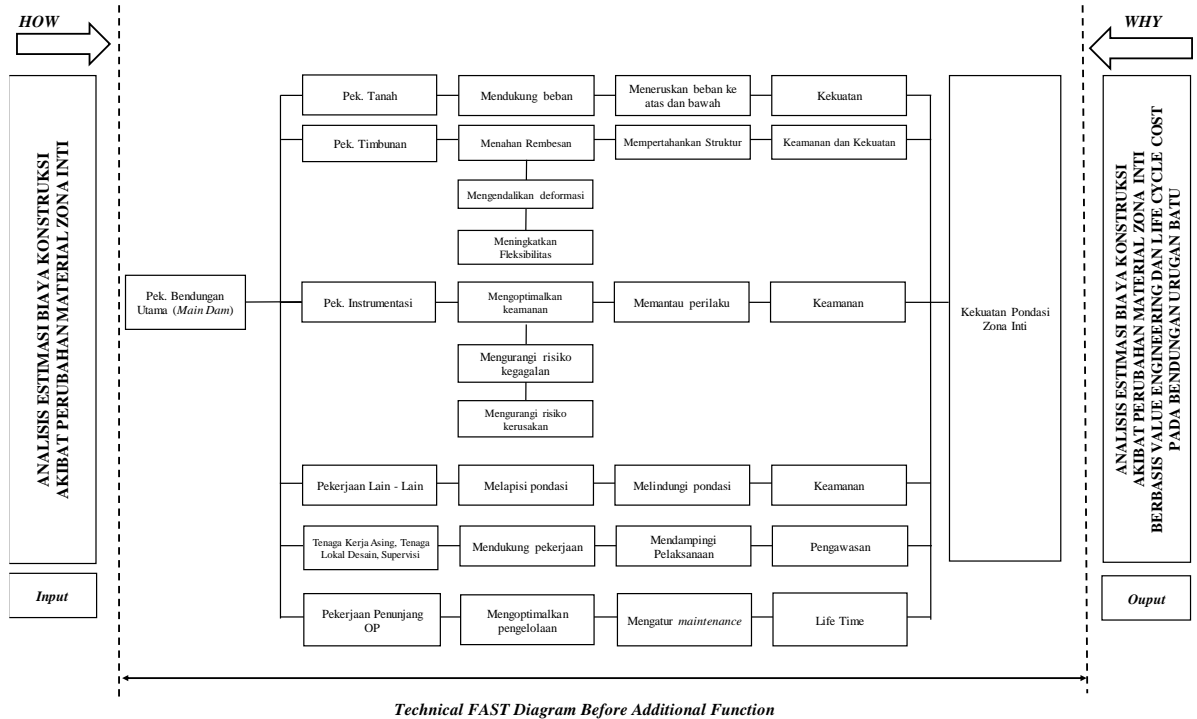 HOW
WHY
ANALISIS ESTIMASI BIAYA KONSTRUKSI
AKIBAT PERUBAHAN MATERIAL ZONA INTI
Input
Pek. Bendungan
Utama (Main Dam)
Pek. Tanah
Mendukung beban
Meneruskan beban ke
atas dan bawah
Kekuatan
Pek. Timbunan
Menahan Rembesan
Mempertahankan Struktur
Keamanan dan Kekuatan
Mengendalikan deformasi
Meningkatkan
Fleksibilitas
Pek. Instrumentasi
Mengoptimalkan
keamanan
Memantau perilaku
Keamanan
Mengurangi risiko
kegagalan
Mengurangi risiko
kerusakan
Pekerjaan Lain - Lain
Melapisi pondasi
Melindungi pondasi
Keamanan
Tenaga Kerja Asing, Tenaga
Lokal Desain, Supervisi
Mendukung pekerjaan
Mendampingi
Pelaksanaan
Pengawasan
Pekerjaan Penunjang
OP
Mengoptimalkan
pengelolaan
Mengatur maintenance
Life Time
Kekuatan Pondasi
Zona Inti
ANALISIS ESTIMASI BIAYA KONSTRUKSI
AKIBAT PERUBAHAN MATERIAL ZONA INTI
BERBASIS VALUE ENGINEERING DAN LIFE CYCLE COST
PADA BENDUNGAN URUGAN BATU
Ouput
Technical FAST Diagram Before Additional Function